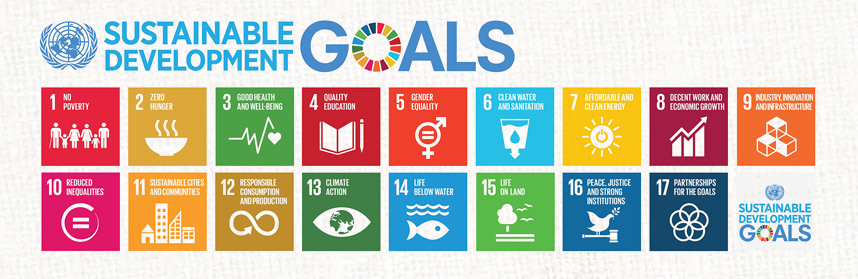 SUSTAINABLE
DEVELOPMENT GOALS
1 NO
POVERTY
2 ZERO
HUNGER
3 GOOD HEALTH
AND WELL-BEING
4 QUALITY
EDUCATION
5 GENDER
EQUALITY
6 CLEAN WATER
AND SANITATION
7 AFFORDABLE AND
CLEAN ENERGY
8 DECENT WORK AND
ECONOMIC GROWTH
9 INDUSTRY, INNOVATION
AND INFRASTRUCTURE
10 REDUCED
INEQUALITIES
11 SUSTAINABLE CITIES
AND COMMUNITIES
12 RESPONSIBLE
CONSUMPTION
AND PRODUCTION
13 CLIMATE
ACTION
14 LIFE
BELOW WATER
15 LIFE
ON LAND
16 PEACE, JUSTICE
AND STRONG
INSTITUTIONS
17 PARTNERSHIPS
FOR THE GOALS
SUSTAINABLE
DEVELOPMENT
GOALS